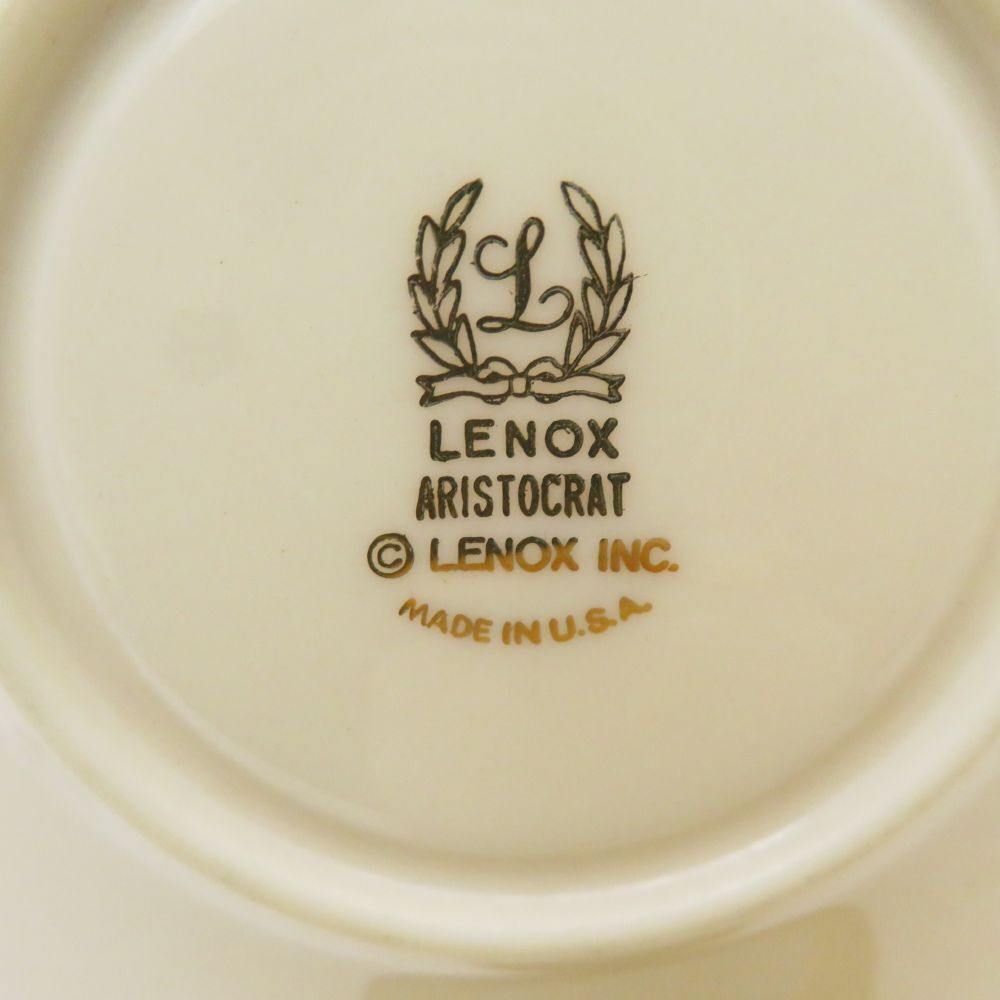 L
LENOX
ARISTOCRAT
© LENOX INC.
MADE IN U.S.A.